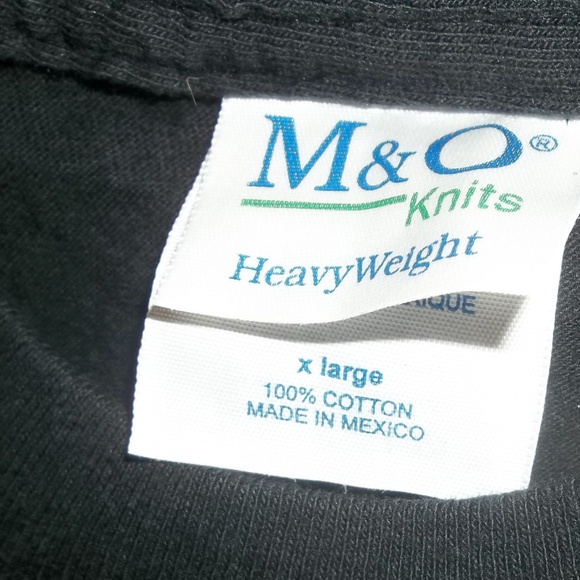 M&O®
Knits
HeavyWeight
x large
100% COTTON
MADE IN MEXICO